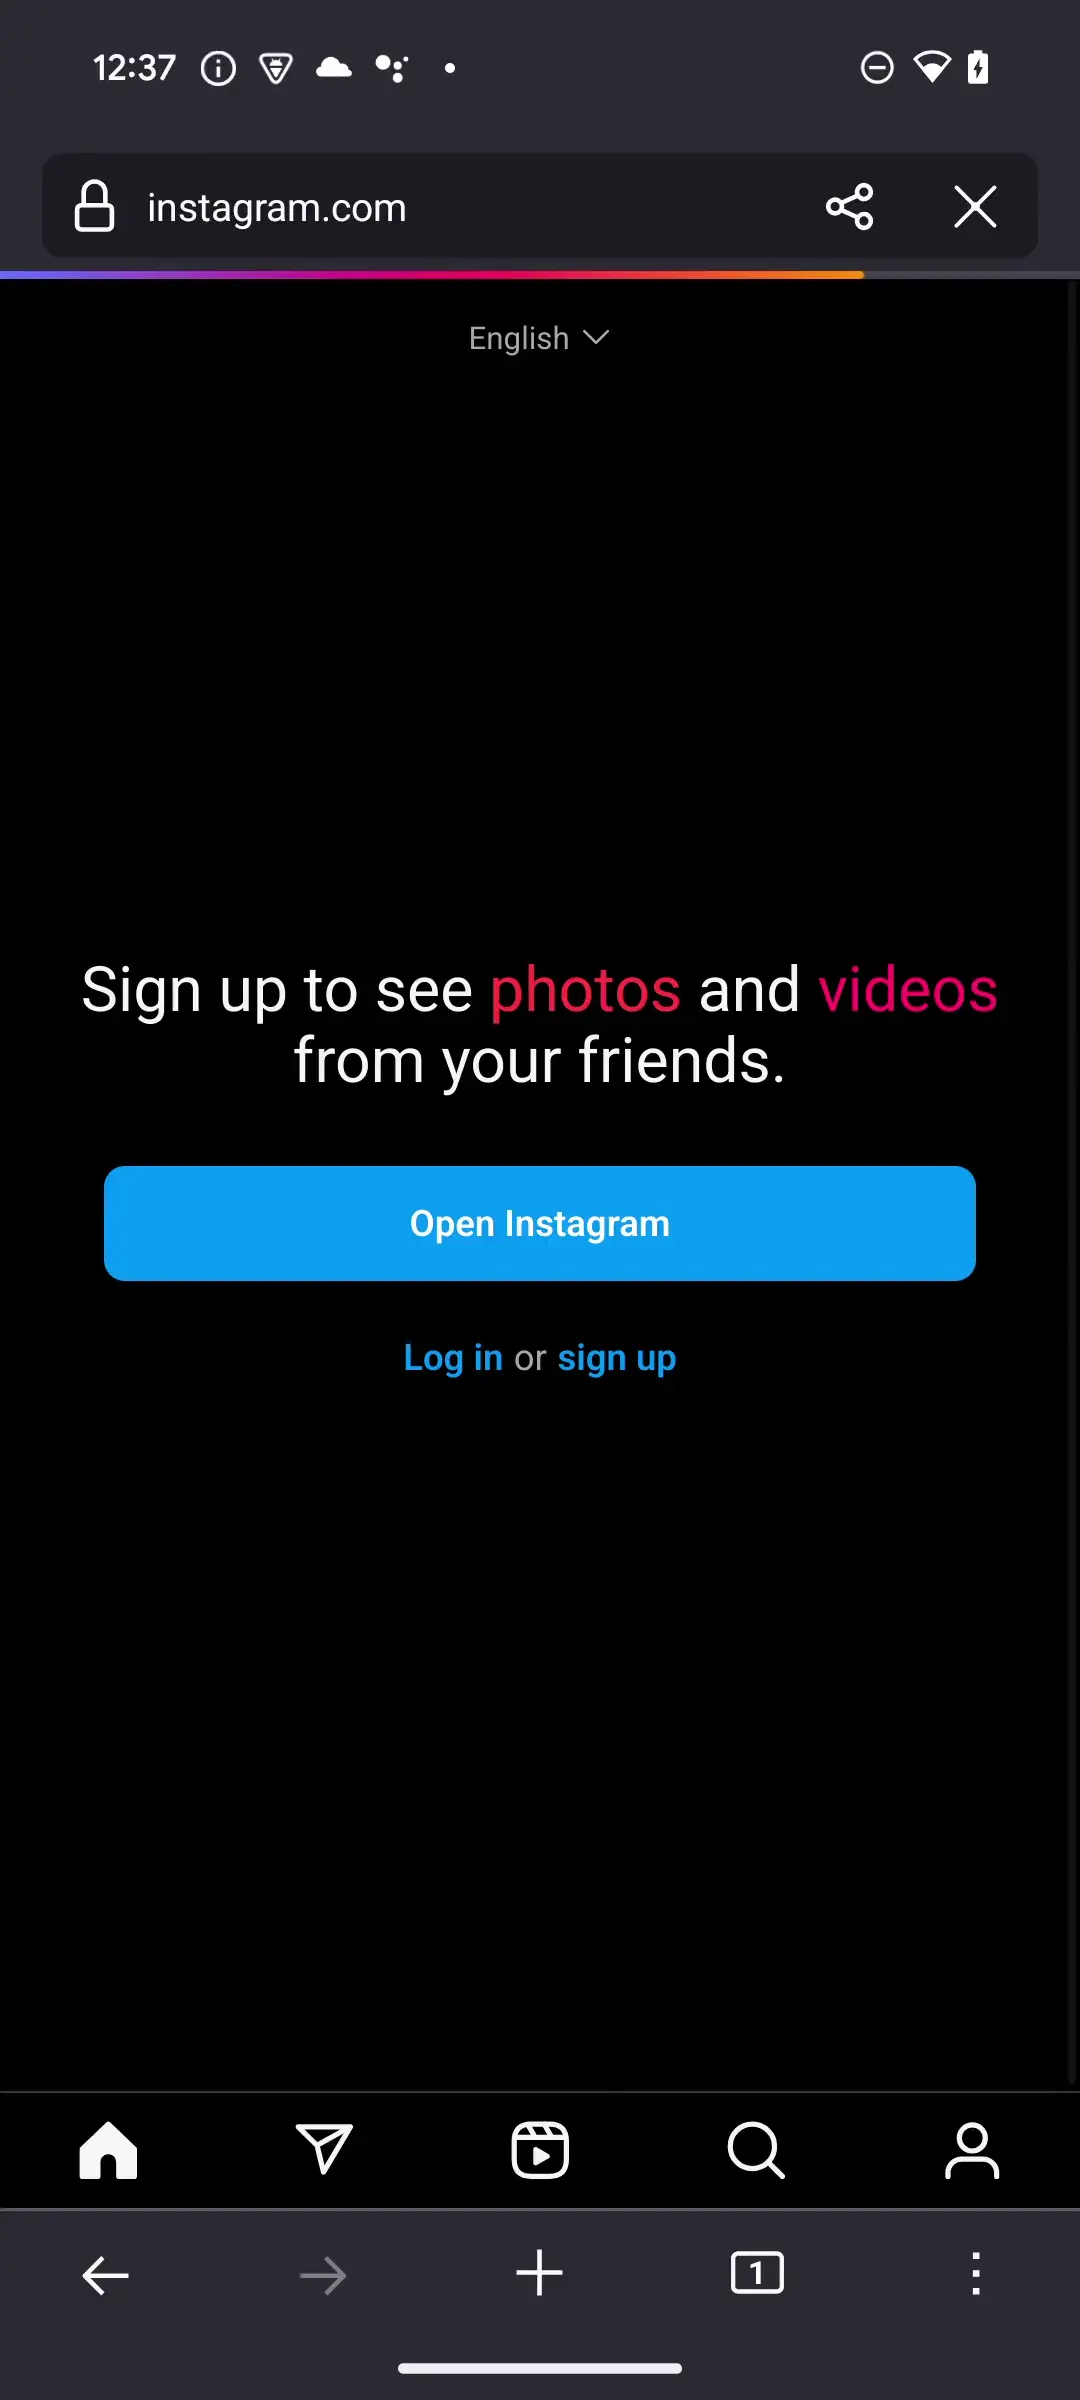 12:37
instagram.com
English
Sign up to see photos and videos
from your friends.
Open Instagram
Log in or sign up
1